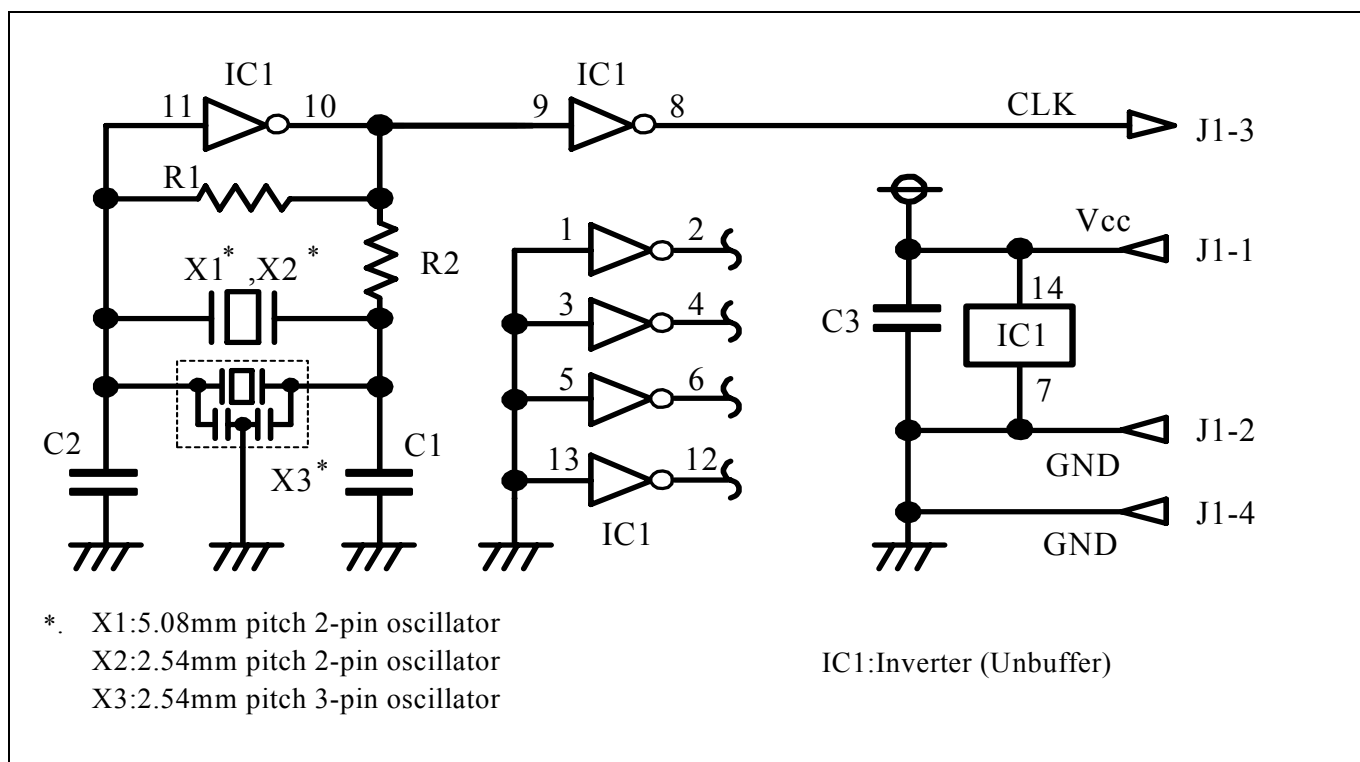 IC1 IC1
11 10 9 8 CLK J1-3
R1
1 2 Vcc J1-1
X1* ,X2 * R2
3 4 C3 14 IC1
5 6 7
C2 C1 J1-2
X3* 13 12 GND
IC1 J1-4
GND
*. X1:5.08mm pitch 2-pin oscillator
X2:2.54mm pitch 2-pin oscillator IC1:Inverter (Unbuffer)
X3:2.54mm pitch 3-pin oscillator